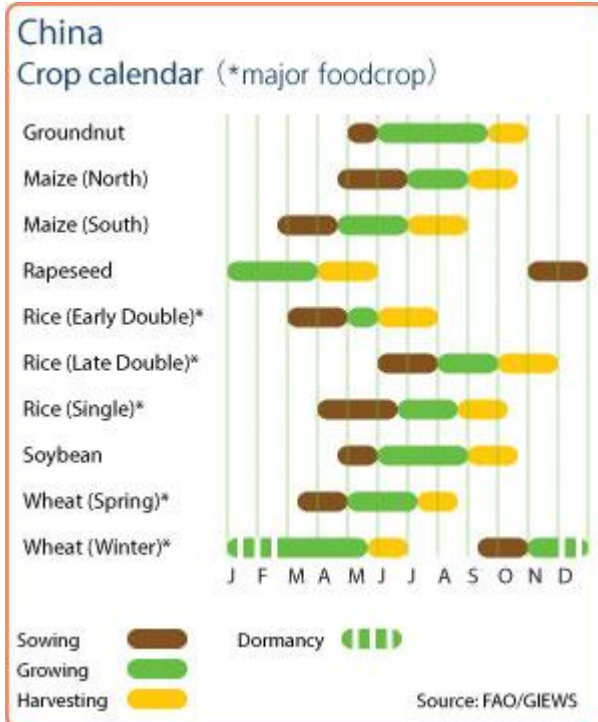 China
Crop calendar (*major foodcrop)
Groundnut
Maize (North)
Maize (South)
Rapeseed
Rice (Early Double)*
Rice (Late Double)*
Rice (Single)*
Soybean
Wheat (Spring)*
Wheat (Winter)*
J F M A M J J A S O N D
Sowing Dormancy
Growing
Harvesting Source: FAO/GIEWS